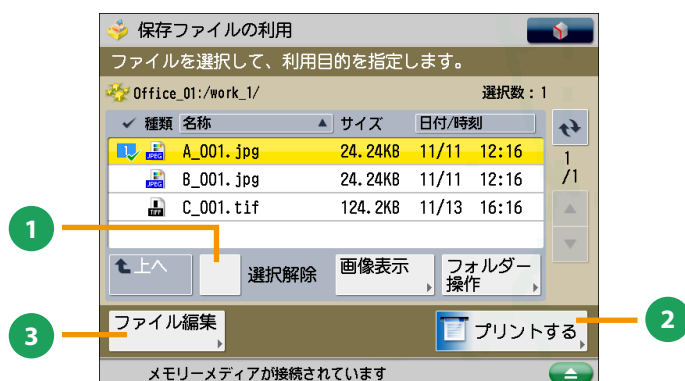 保存ファイルの利用
ファイルを選択して、利用目的を指定します。
Office_01:/work_1/ 選択数：1
種類 名称 サイズ 日付/時刻
1 JPEG A_001.jpg 24.24KB 11/11 12:16
JPEG B_001.jpg 24.24KB 11/11 12:16
TIFF C_001.tif 124.2KB 11/13 16:16
1
/1
1
上へ 選択解除 画像表示 フォルダー
操作
ファイル編集 プリントする
2
3
メモリーメディアが接続されています